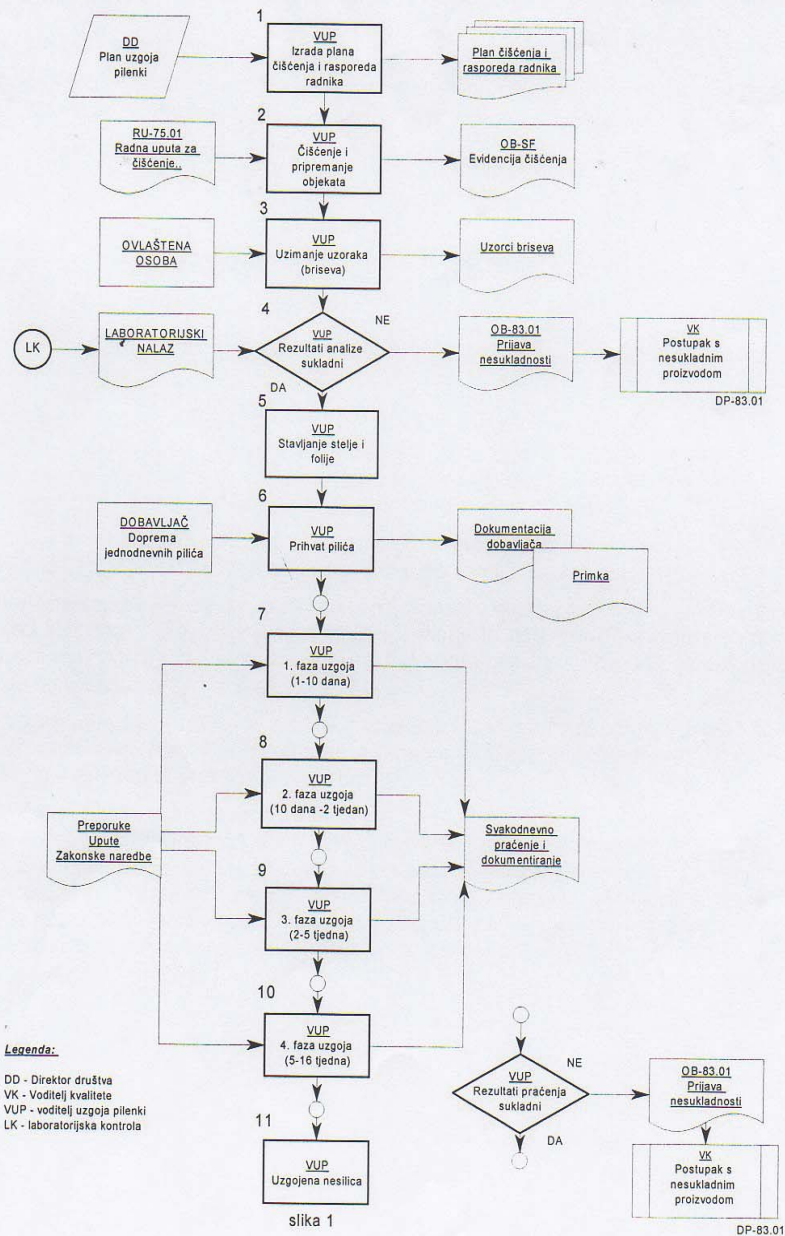 1
DD
Plan uzgoja
pilenki
VUP
Izrada plana
čišćenja i rasporeda
radnika
Plan čišćenja i
rasporeda radnika
2
RU-75.01
Radna uputa za
čišćenje..
VUP
Čišćenje i
pripremanje
objekata
OB-SF
Evidencija čišćenja
3
OVLAŠTENA
OSOBA
VUP
Uzimanje uzoraka
(briseva)
Uzorci briseva
4
LK
LABORATORIJSKI
NALAZ
VUP
Rezultati analize
sukladni
NE
DA
OB-83.01
Prijava
nesukladnosti
VK
Postupak s
nesukladnim
proizvodom
DP-83.01
5
VUP
Stavljanje stelje i
folije
6
DOBAVLJAČ
Doprema
jednodnevnih pilića
VUP
Prihvat pilića
Dokumentacija
dobavljača
Primka
7
VUP
1. faza uzgoja
(1-10 dana)
8
VUP
2. faza uzgoja
(10 dana -2 tjedan)
Preporuke
Upute
Zakonske naredbe
Svakodnevno
praćenje i
dokumentiranje
9
VUP
3. faza uzgoja
(2-5 tjedna)
10
VUP
4. faza uzgoja
(5-16 tjedna)
11
VUP
Uzgojena nesilica
slika 1
Legenda:
DD - Direktor društva
VK - Voditelj kvalitete
VUP - voditelj uzgoja pilenki
LK - laboratorijska kontrola
VUP
Rezultati praćenja
sukladni
NE
DA
OB-83.01
Prijava
nesukladnosti
VK
Postupak s
nesukladnim
proizvodom
DP-83.01